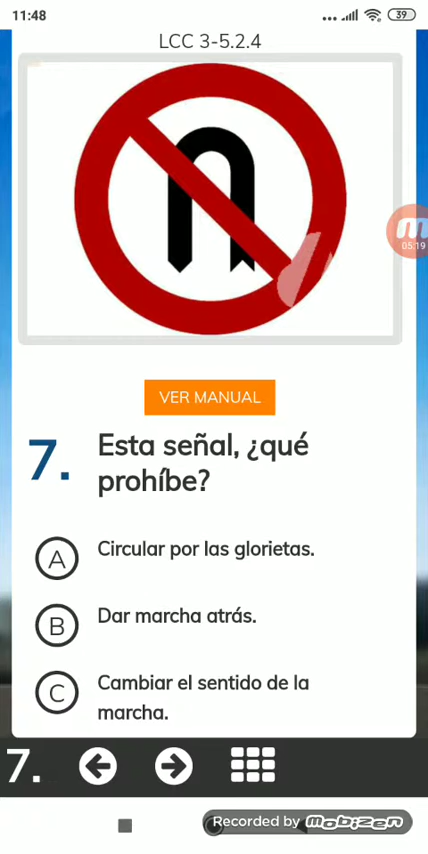 11:48
39
LCC 3-5.2.4
05:19
VER MANUAL
7.
Esta señal, ¿qué
prohíbe?
A
Circular por las glorietas.
B
Dar marcha atrás.
C
Cambiar el sentido de la
marcha.
7.
Recorded by mobizen